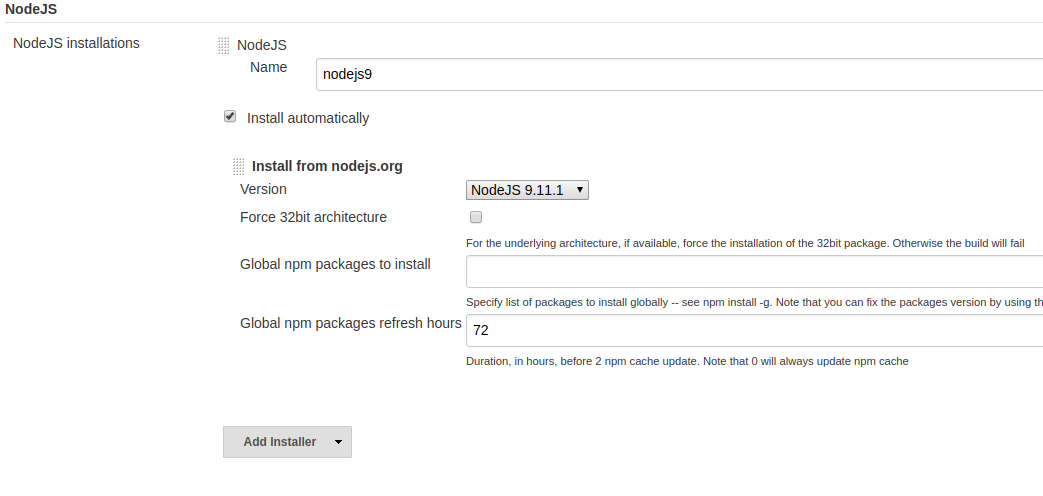 NodeJS
NodeJS installations
NodeJS
Name
nodejs9
Install automatically
Install from nodejs.org
Version
NodeJS 9.11.1
Force 32bit architecture
For the underlying architecture, if available, force the installation of the 32bit package. Otherwise the build will fail
Global npm packages to install
Specify list of packages to install globally -- see npm install -g. Note that you can fix the packages version by using th
Global npm packages refresh hours
72
Duration, in hours, before 2 npm cache update. Note that 0 will always update npm cache
Add Installer